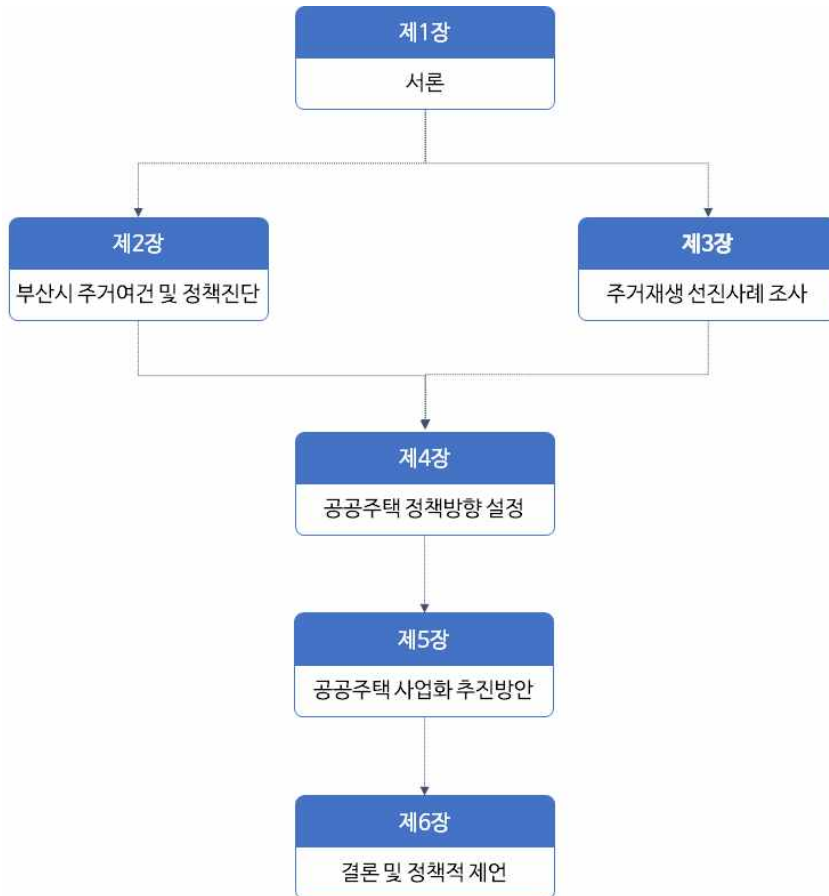 제1장
서론
제2장
부산시 주거여건 및 정책진단
제3장
주거재생 선진사례 조사
제4장
공공주택 정책방향 설정
제5장
공공주택 사업화 추진방안
제6장
결론 및 정책적 제언